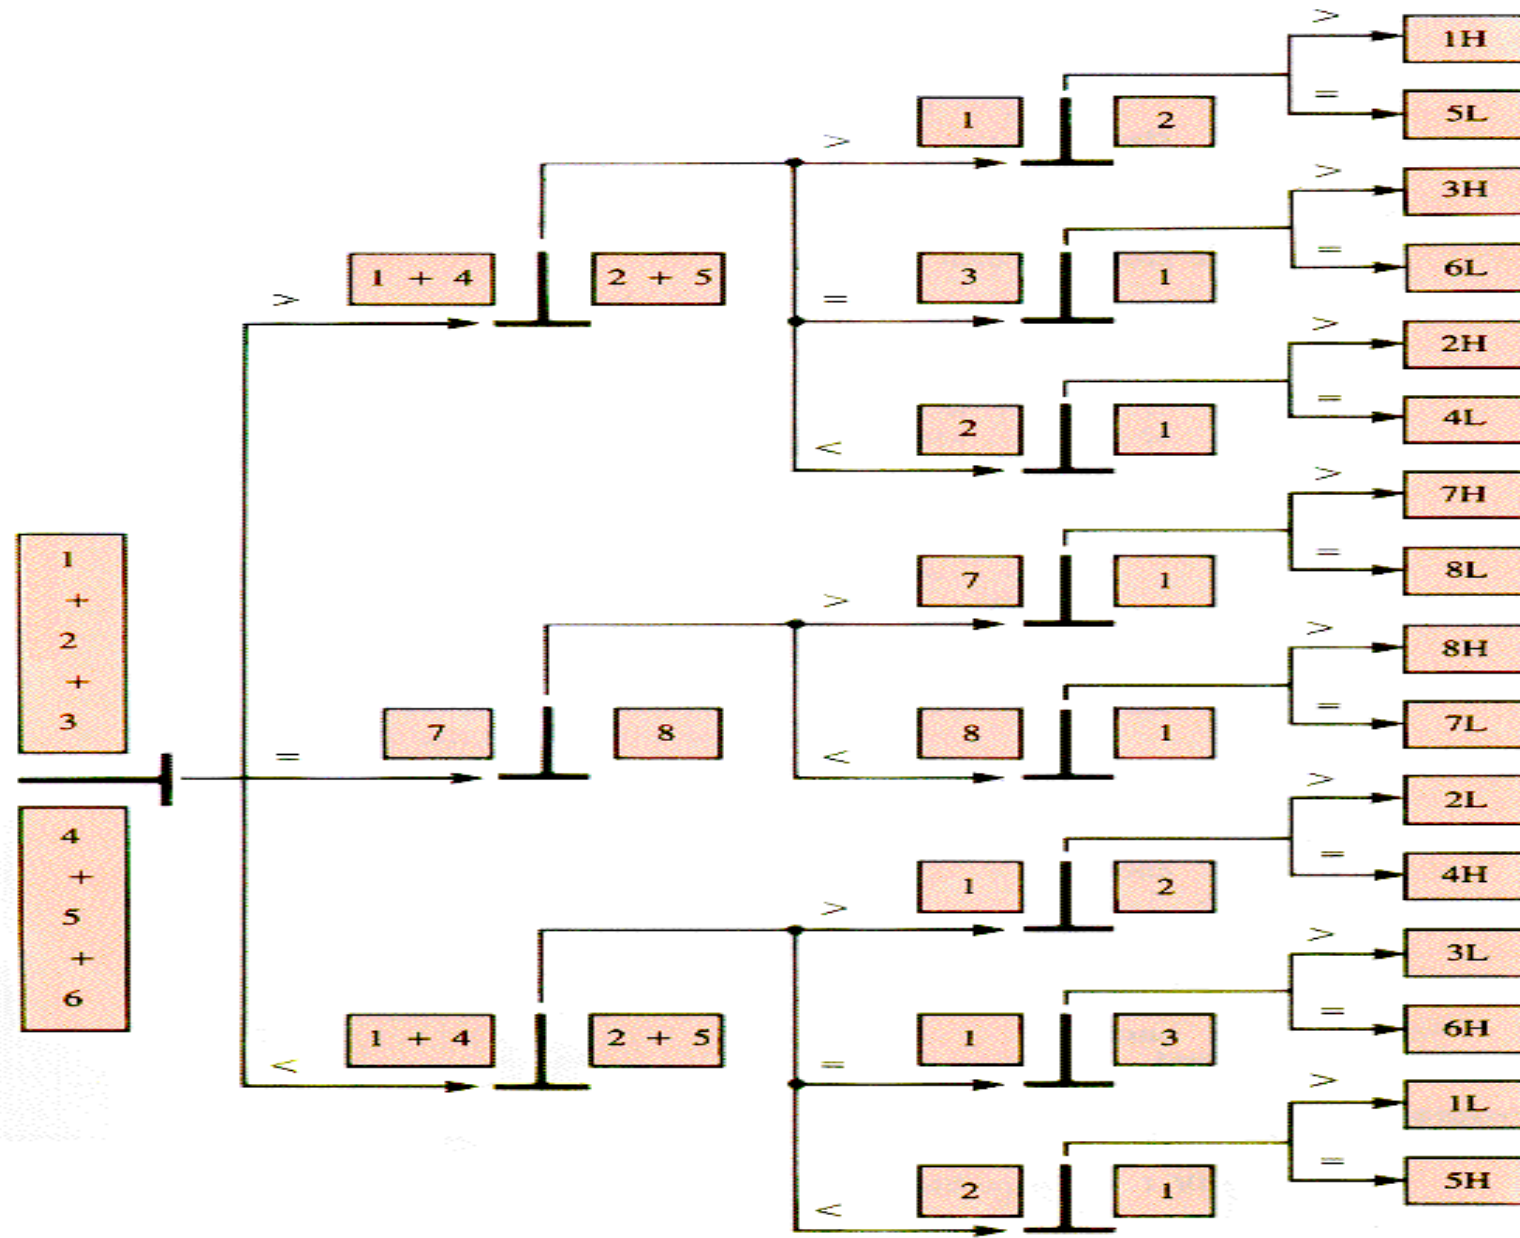 1
+
2
+
3
4
+
5
+
6
>
=
<
1 + 4
2 + 5
7
8
1 + 4
2 + 5
>
=
<
>
<
>
=
<
1
2
3
1
2
1
7
1
8
1
1
2
1
3
2
1
>
1H
=
5L
>
3H
=
6L
>
2H
=
4L
>
7H
=
8L
>
8H
=
7L
>
2L
=
4H
>
3L
=
6H
>
1L
=
5H